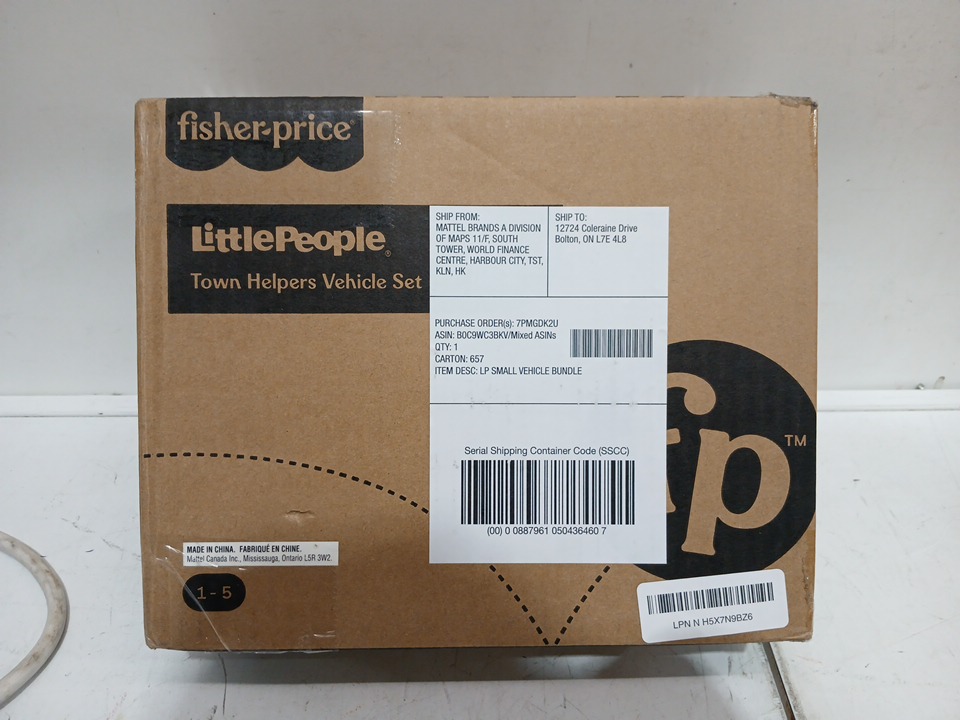 fisher-price®
LittlePeople®
Town Helpers Vehicle Set
SHIP FROM:
MATTEL BRANDS A DIVISION
OF MAPS 11/F, SOUTH
TOWER, WORLD FINANCE
CENTRE, HARBOUR CITY, TST,
KLN, HK
SHIP TO:
12724 Coleraine Drive
Bolton, ON L7E 4L8
PURCHASE ORDER(s): 7PMGDK2U
ASIN: B0C9WC3BKV/Mixed ASINs
QTY: 1
CARTON: 657
ITEM DESC: LP SMALL VEHICLE BUNDLE
Serial Shipping Container Code (SSCC)
(00) 0 0887961 050436460 7
fp™
MADE IN CHINA. FABRIQUÉ EN CHINE.
Mattel Canada Inc., Mississauga, Ontario L5R 3W2.
1 - 5
LPN N H5X7N9BZ6